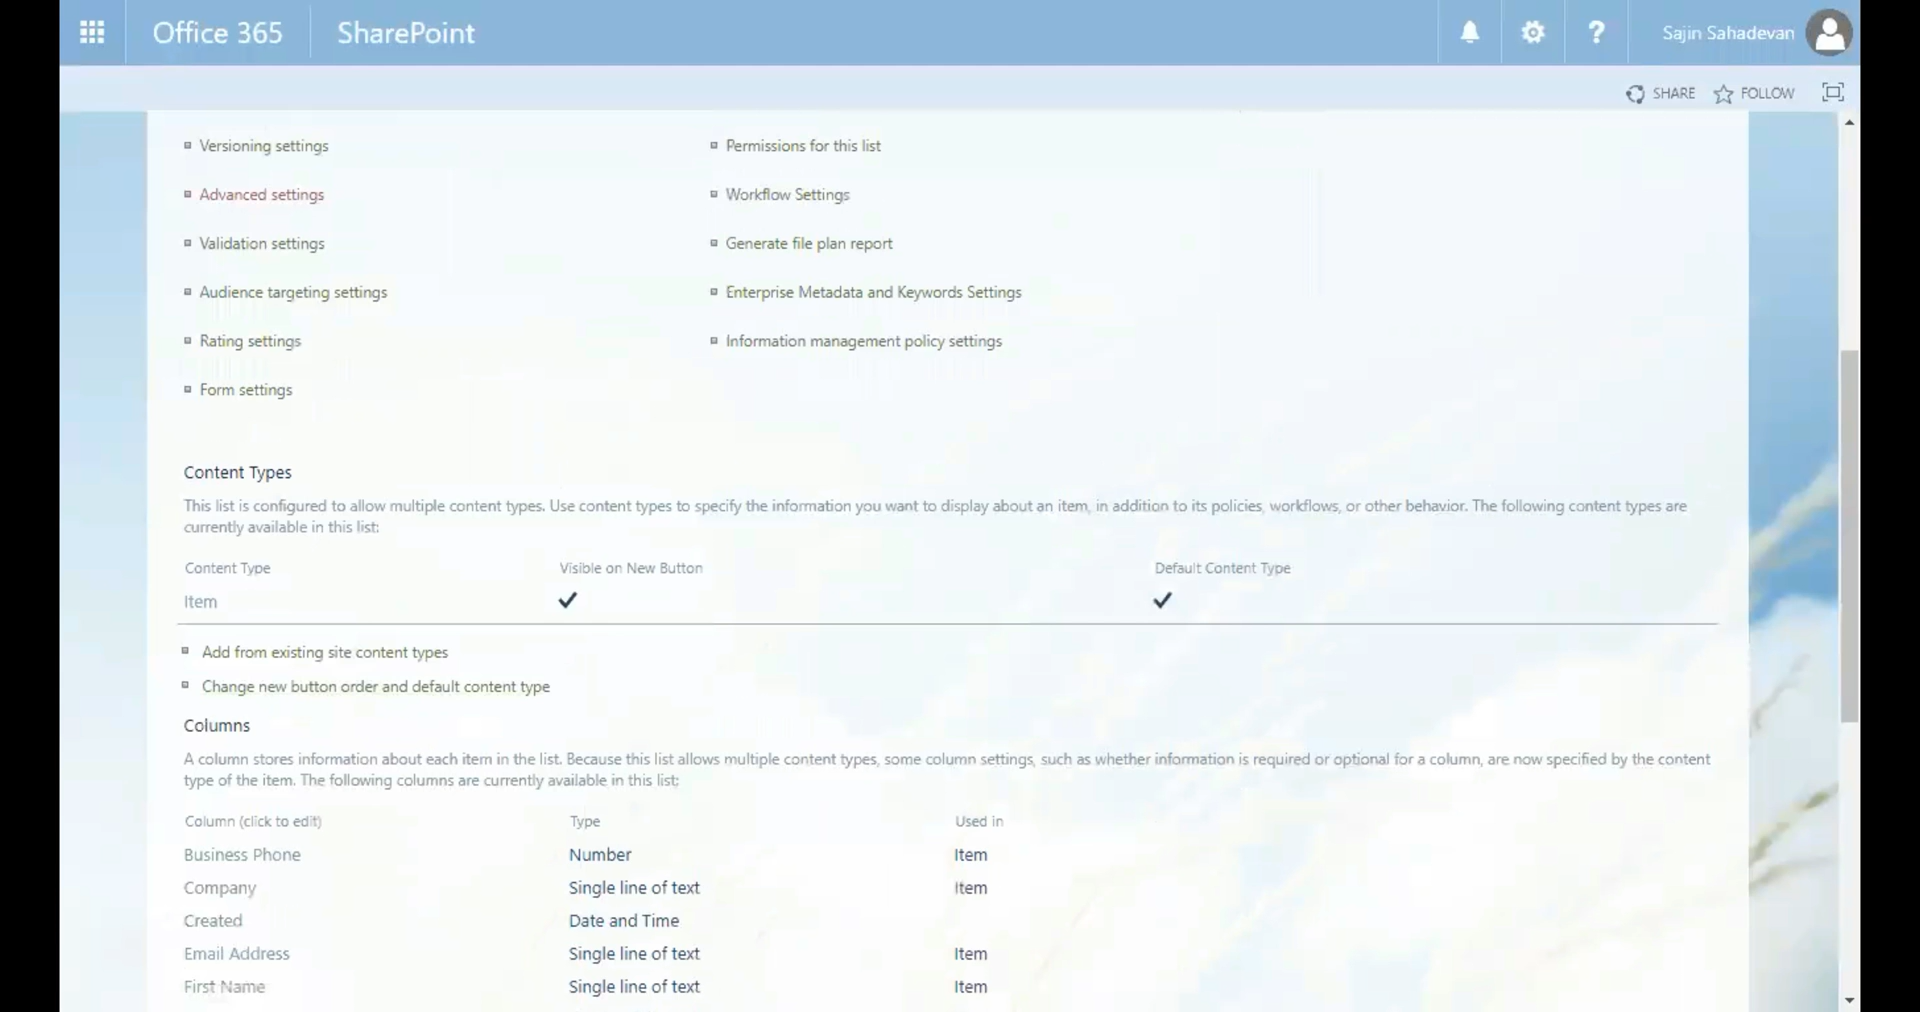 Office 365 SharePoint ? Sajin Sahadevan
SHARE FOLLOW
Versioning settings Permissions for this list
Advanced settings Workflow Settings
Validation settings Generate file plan report
Audience targeting settings Enterprise Metadata and Keywords Settings
Rating settings Information management policy settings
Form settings
Content Types
This list is configured to allow multiple content types. Use content types to specify the information you want to display about an item, in addition to its policies, workflows, or other behavior. The following content types are
currently available in this list:
Content Type Visible on New Button Default Content Type
Item
Add from existing site content types
Change new button order and default content type
Columns
A column stores information about each item in the list. Because this list allows multiple content types, some column settings, such as whether information is required or optional for a column, are now specified by the content
type of the item. The following columns are currently available in this list:
Column (click to edit) Type Used in
Business Phone Number Item
Company Single line of text Item
Created Date and Time
Email Address Single line of text Item
First Name Single line of text Item